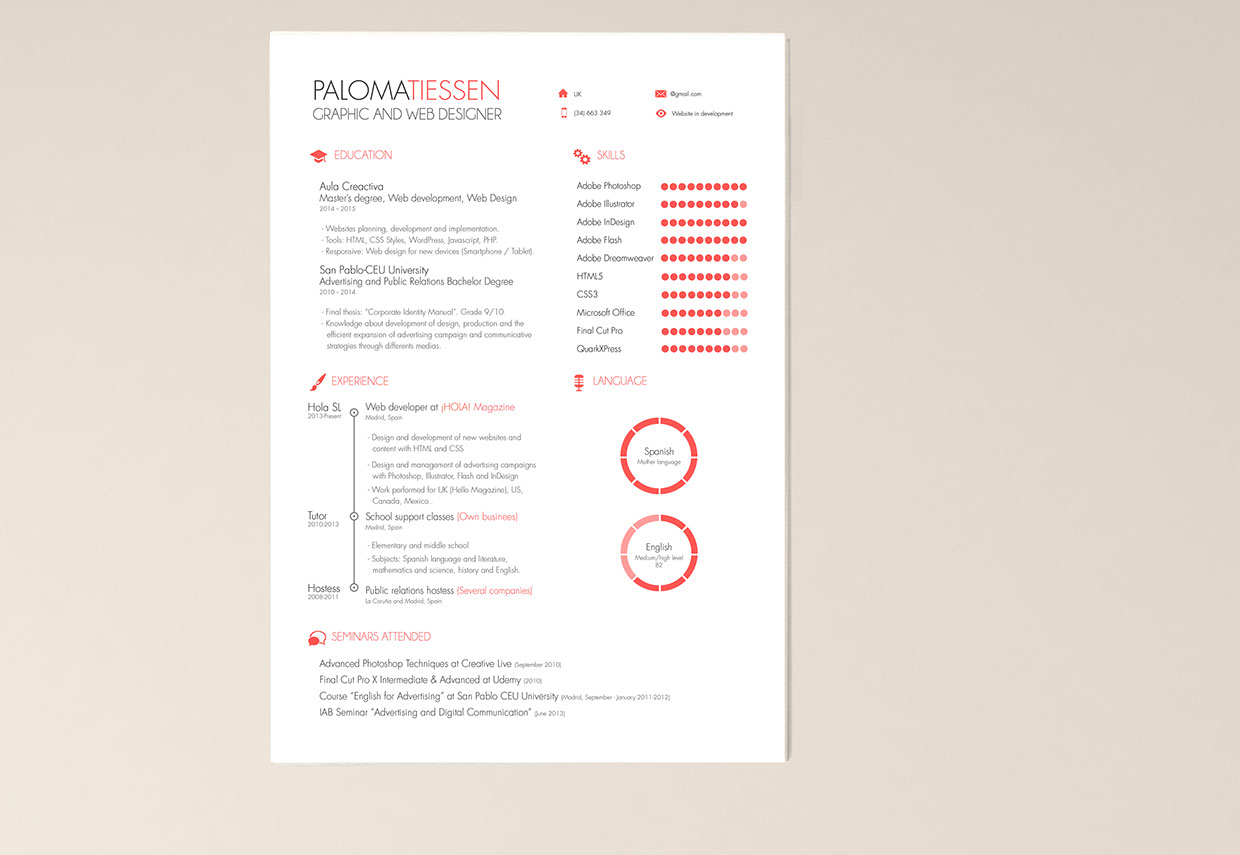 PALOMATIESSEN
GRAPHIC AND WEB DESIGNER
UK
@gmail.com
(34) 663 349
Website in development
EDUCATION
Aula Creactiva
Master's degree, Web development, Web Design
2014 – 2015
- Websites planning, development and implementation.
- Tools: HTML, CSS Styles, WordPress, Javascript, PHP.
- Responsive: Web design for new devices (Smartphone / Tablet).
San Pablo-CEU University
Advertising and Public Relations Bachelor Degree
2010 – 2014
- Final thesis: "Corporate Identity Manual". Grade 9/10
- Knowledge about development of design, production and the
efficient expansion of advertising campaign and communicative
strategies through differents medias.
SKILLS
Adobe Photoshop
Adobe Illustrator
Adobe InDesign
Adobe Flash
Adobe Dreamweaver
HTML5
CSS3
Microsoft Office
Final Cut Pro
QuarkXPress
EXPERIENCE
Hola SL
2013-Present
Web developer at ¡HOLA! Magazine
Madrid, Spain
- Design and development of new websites and
content with HTML and CSS
- Design and management of advertising campaigns
with Photoshop, Illustrator, Flash and InDesign
- Work performed for UK (Hello Magazine), US,
Canada, Mexico...
Tutor
2010-2013
School support classes (Own businees)
Madrid, Spain
- Elementary and middle school
- Subjects: Spanish language and literature,
mathematics and science, history and English.
Hostess
2008-2011
Public relations hostess (Several companies)
La Coruña and Madrid, Spain
LANGUAGE
Spanish
Mother language
English
Medium/high level
B2
SEMINARS ATTENDED
Advanced Photoshop Techniques at Creative Live (September 2010)
Final Cut Pro X Intermediate & Advanced at Udemy (2010)
Course "English for Advertising" at San Pablo CEU University (Madrid, September - January 2011-2012)
IAB Seminar "Advertising and Digital Communication" (June 2013)